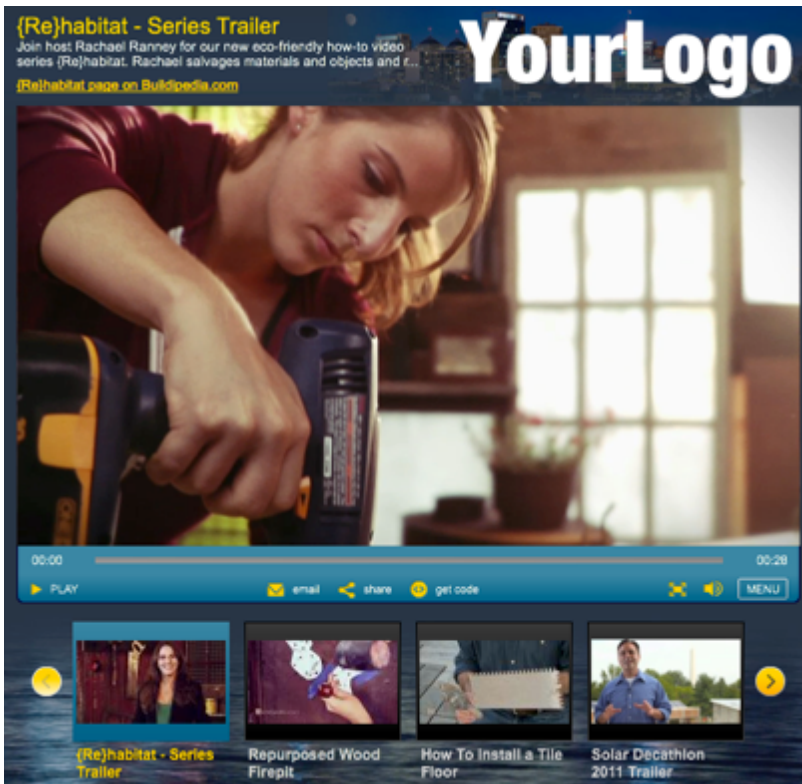 {Re}habitat - Series Trailer
Join host Rachael Ranney for our new eco-friendly how-to video
series {Re}habitat. Rachael salvages materials and objects and r...
{Re}habitat page on Buildipedia.com
YourLogo
00:00
00:28
PLAY
email
share
get code
MENU
{Re}habitat - Series
Trailer
Repurposed Wood
Firepit
How To Install a Tile
Floor
Solar Decathlon
2011 Trailer